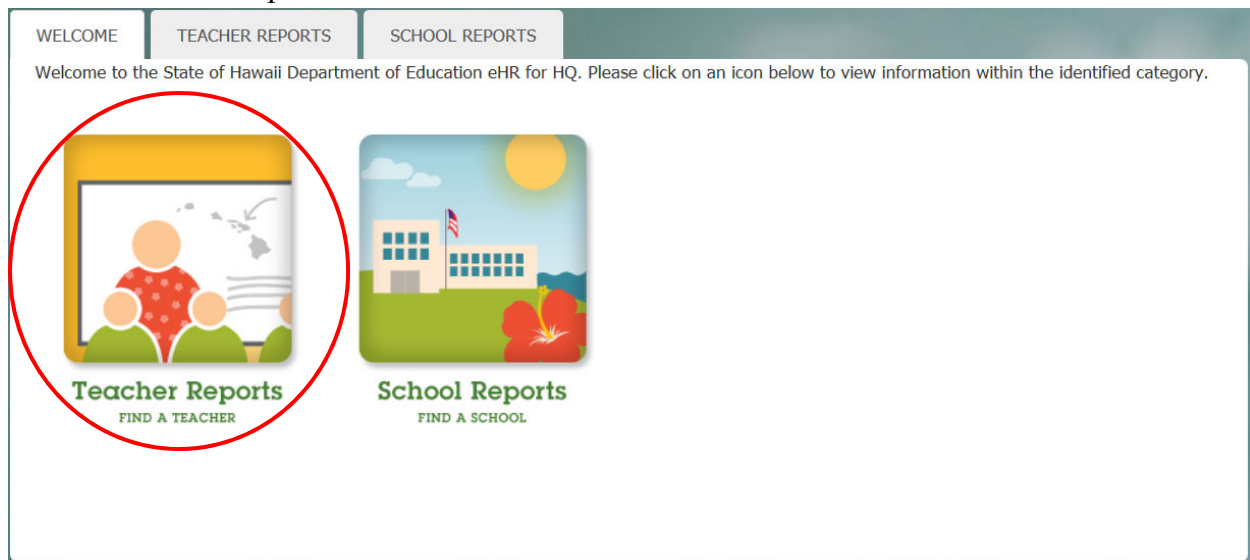 WELCOME TEACHER REPORTS SCHOOL REPORTS
Welcome to the State of Hawaii Department of Education eHR for HQ. Please click on an icon below to view information within the identified category.
Teacher Reports
FIND A TEACHER
School Reports
FIND A SCHOOL